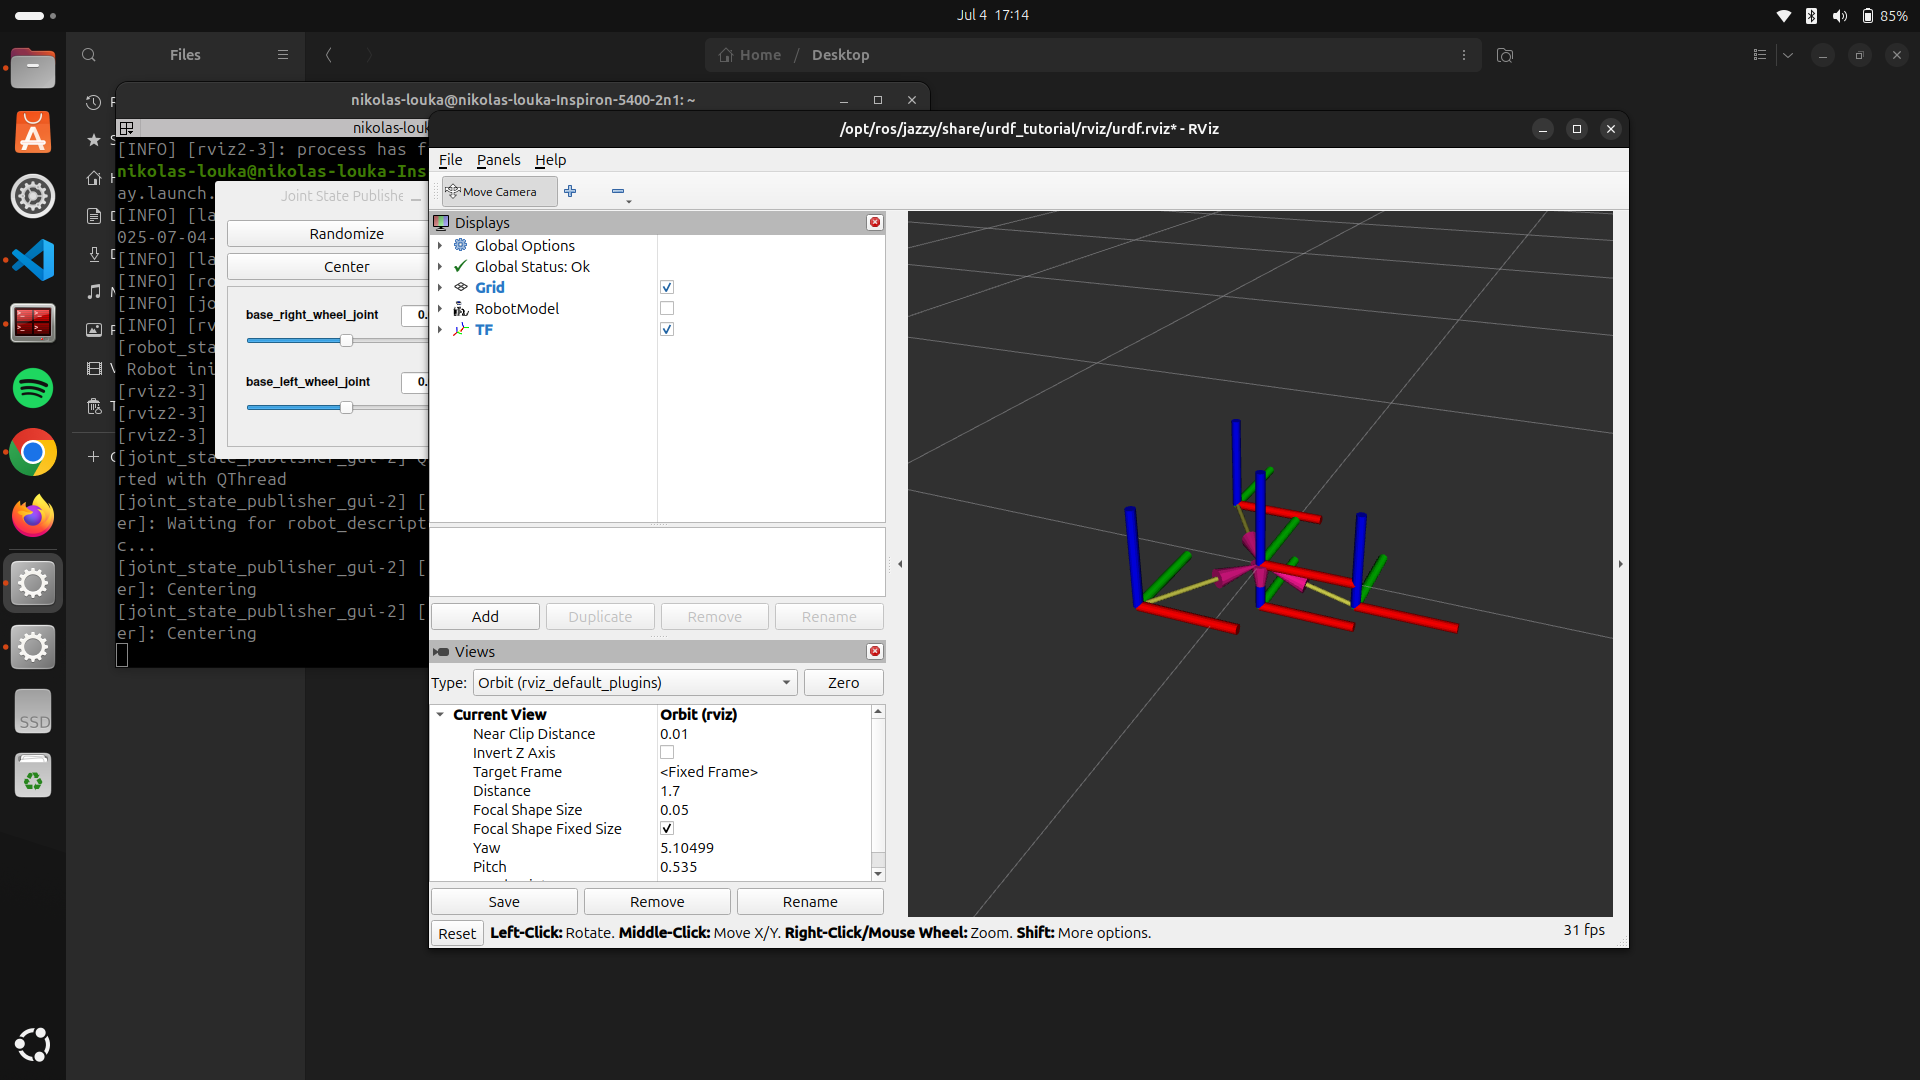 Jul 4 17:14
85%
Files
Home / Desktop
nikolas-louka@nikolas-louka-Inspiron-5400-2n1: ~
/opt/ros/jazzy/share/urdf_tutorial/rviz/urdf.rviz* - RViz
[INFO] [rviz2-3]: process has f
nikolas-louka@nikolas-louka-Ins
ay.launch.
[INFO] [la
025-07-04-
[INFO] [la
[INFO] [ro
[INFO] [jo
[INFO] [rv
[robot_sta
Robot ini
[rviz2-3]
[rviz2-3]
[rviz2-3]
[joint_state_publisher_gui-2]
rted with QThread
[joint_state_publisher_gui-2] [
er]: Waiting for robot_descript
c...
[joint_state_publisher_gui-2] [
er]: Centering
[joint_state_publisher_gui-2] [
er]: Centering
Joint State Publishe
Randomize
Center
base_right_wheel_joint 0.
base_left_wheel_joint 0.
File Panels Help
Move Camera
Displays
Global Options
Global Status: Ok
Grid
RobotModel
TF
Add Duplicate Remove Rename
Views
Type: Orbit (rviz_default_plugins) Zero
Current View Orbit (rviz)
Near Clip Distance 0.01
Invert Z Axis
Target Frame <Fixed Frame>
Distance 1.7
Focal Shape Size 0.05
Focal Shape Fixed Size
Yaw 5.10499
Pitch 0.535
Save Remove Rename
Reset Left-Click: Rotate. Middle-Click: Move X/Y. Right-Click/Mouse Wheel: Zoom. Shift: More options.
31 fps
SSD